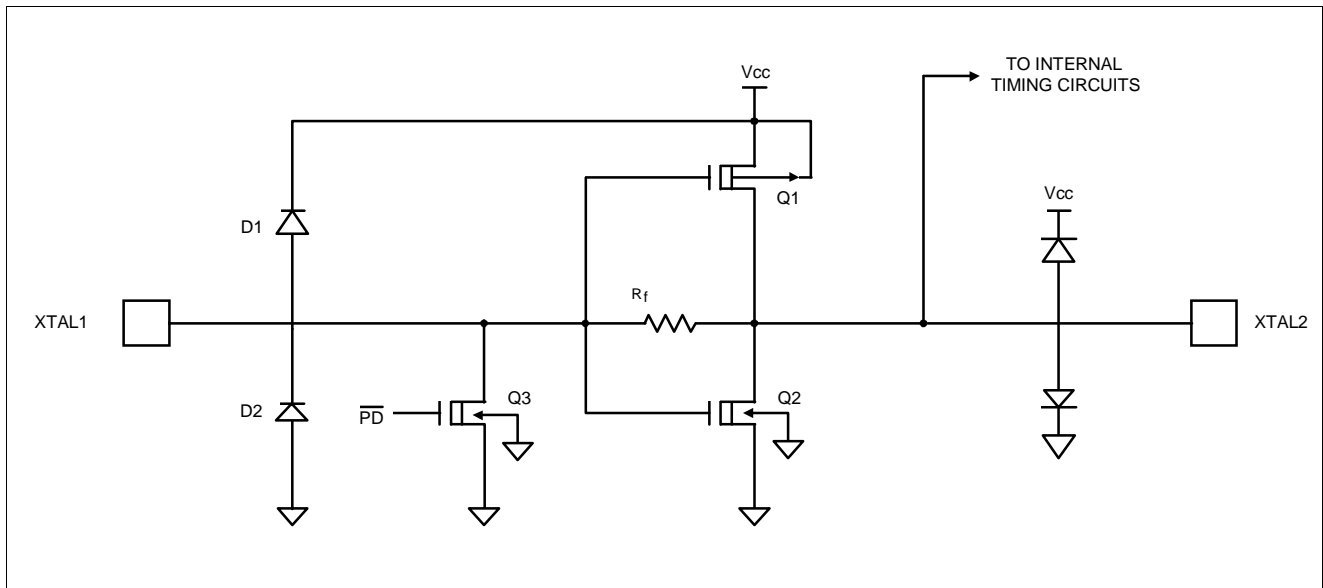 TO INTERNAL
TIMING CIRCUITS
Vcc
Q1
Vcc
D1
Rf
XTAL1
XTAL2
D2
PD
Q3
Q2